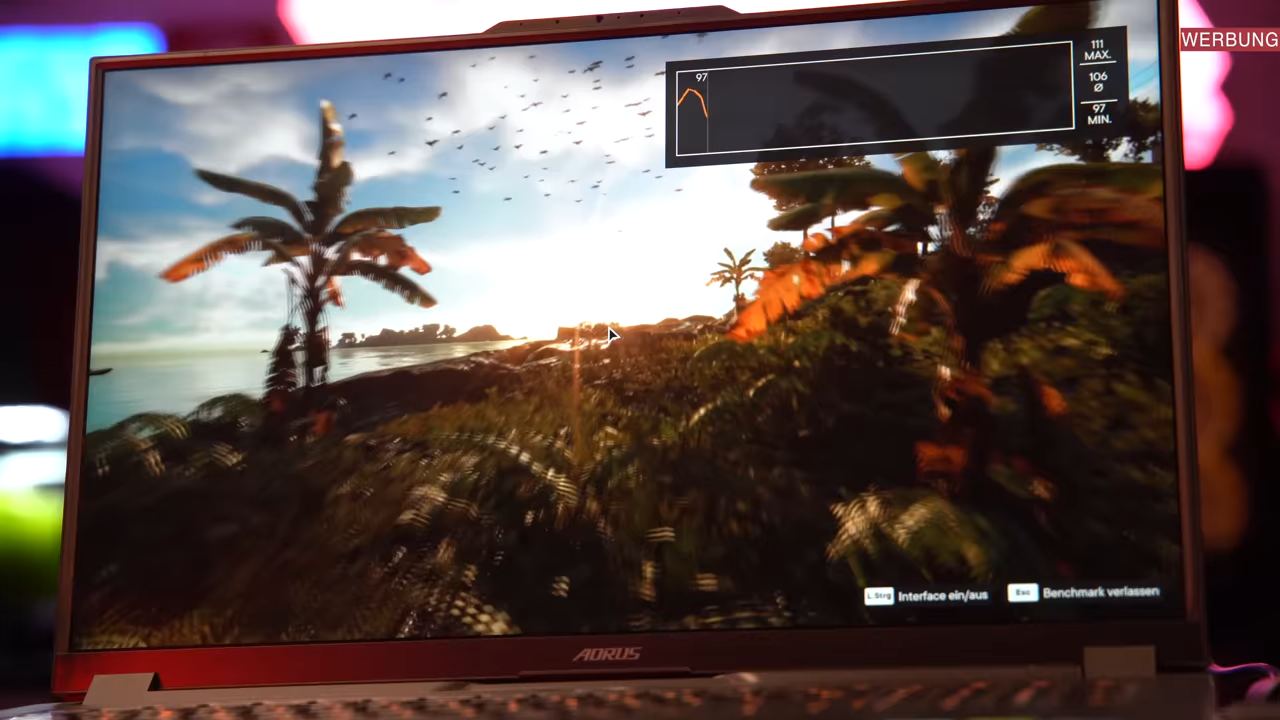 WERBUNG
111
MAX.
97
106
Ø
97
MIN.
L.Strg Interface ein/aus
Esc Benchmark verlassen
AORUS